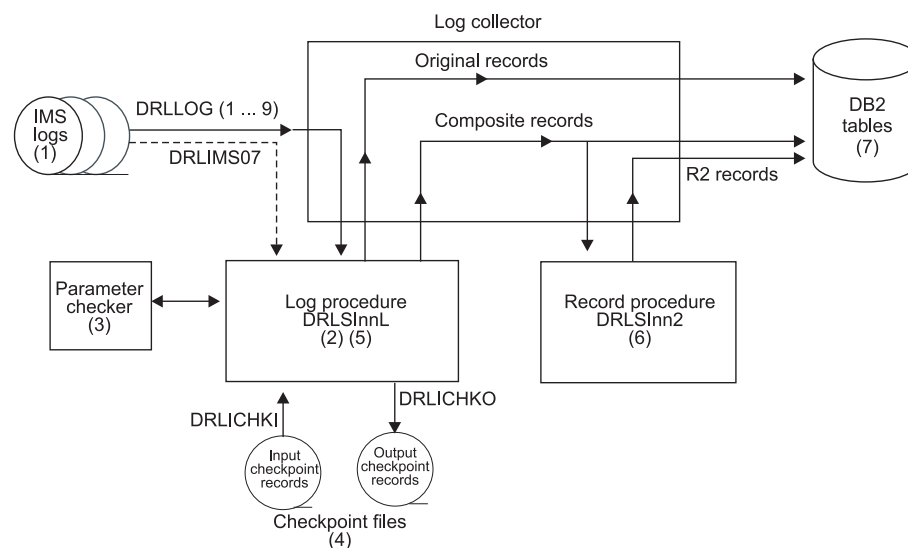 Log collector
Original records
IMS
logs
(1)
DRLLOG (1 ... 9)
DRLIMS07
Composite records
R2 records
DB2
tables
(7)
Parameter
checker
(3)
Log procedure
DRLSInnL
(2) (5)
Record procedure
DRLSInn2
(6)
DRLICHKI
DRLICHKO
Input
checkpoint
records
Output
checkpoint
records
Checkpoint files
(4)